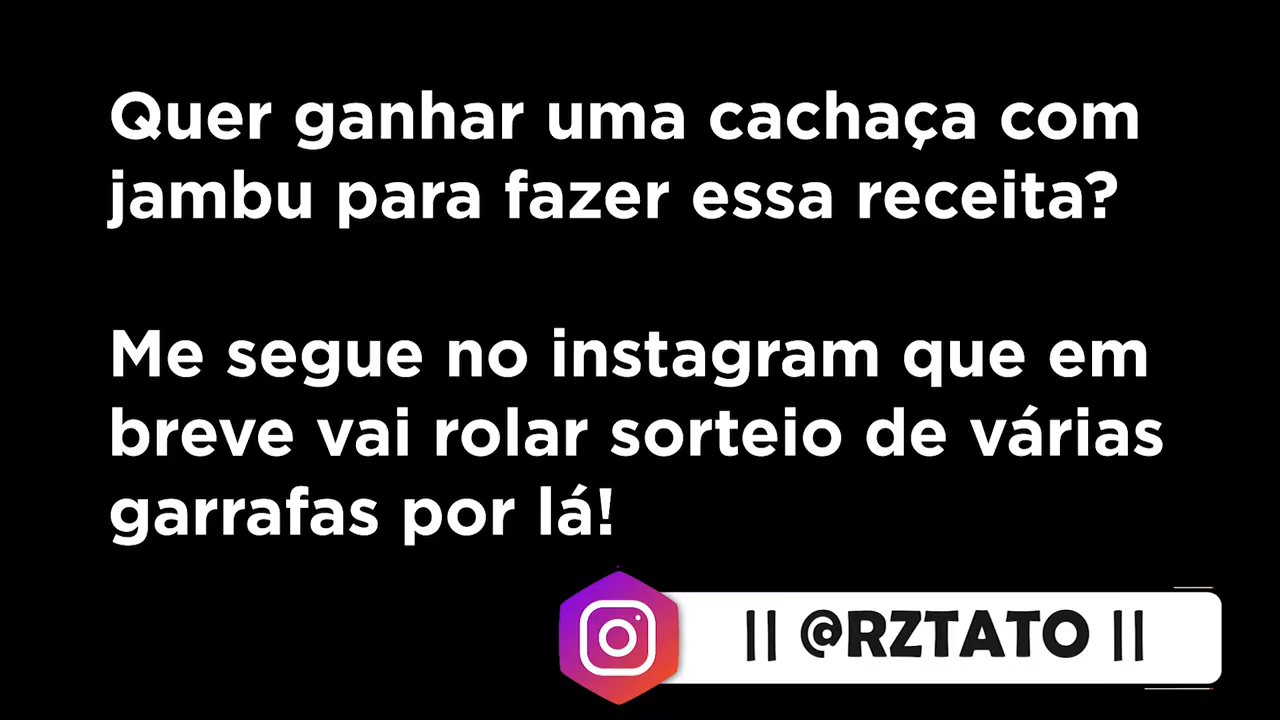 Quer ganhar uma cachaça com
jambu para fazer essa receita?
Me segue no instagram que em
breve vai rolar sorteio de várias
garrafas por lá!
|| @RZTATO ||